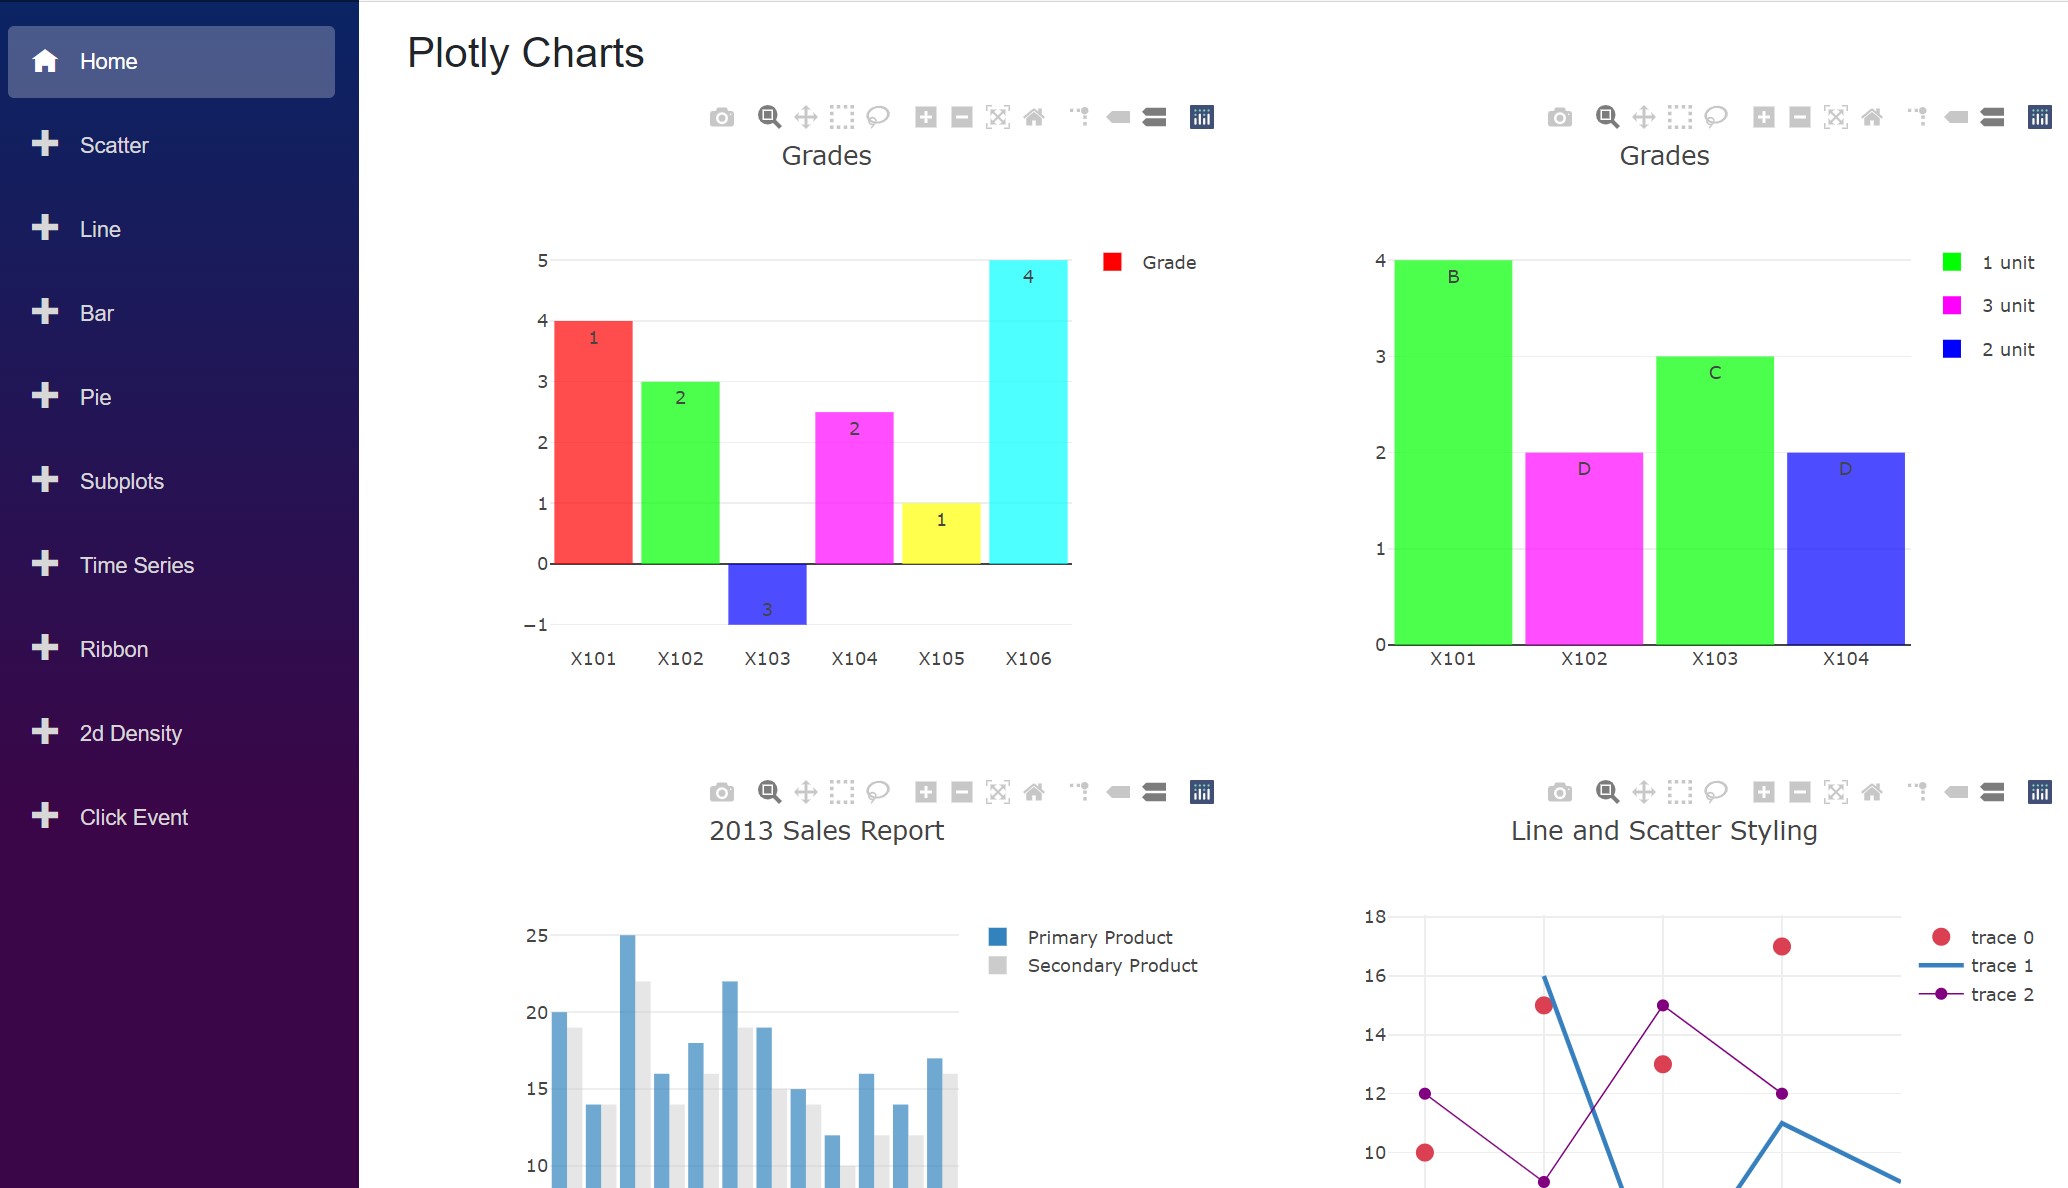 Home
Scatter
Line
Bar
Pie
Subplots
Time Series
Ribbon
2d Density
Click Event
Plotly Charts
Grades
5
4
3
2
1
0
−1
1
2
3
2
1
4
X101 X102 X103 X104 X105 X106
Grade
Grades
4
3
2
1
0
B
D
C
D
X101 X102 X103 X104
1 unit
3 unit
2 unit
2013 Sales Report
25
20
15
10
Primary Product
Secondary Product
Line and Scatter Styling
18
16
14
12
10
trace 0
trace 1
trace 2